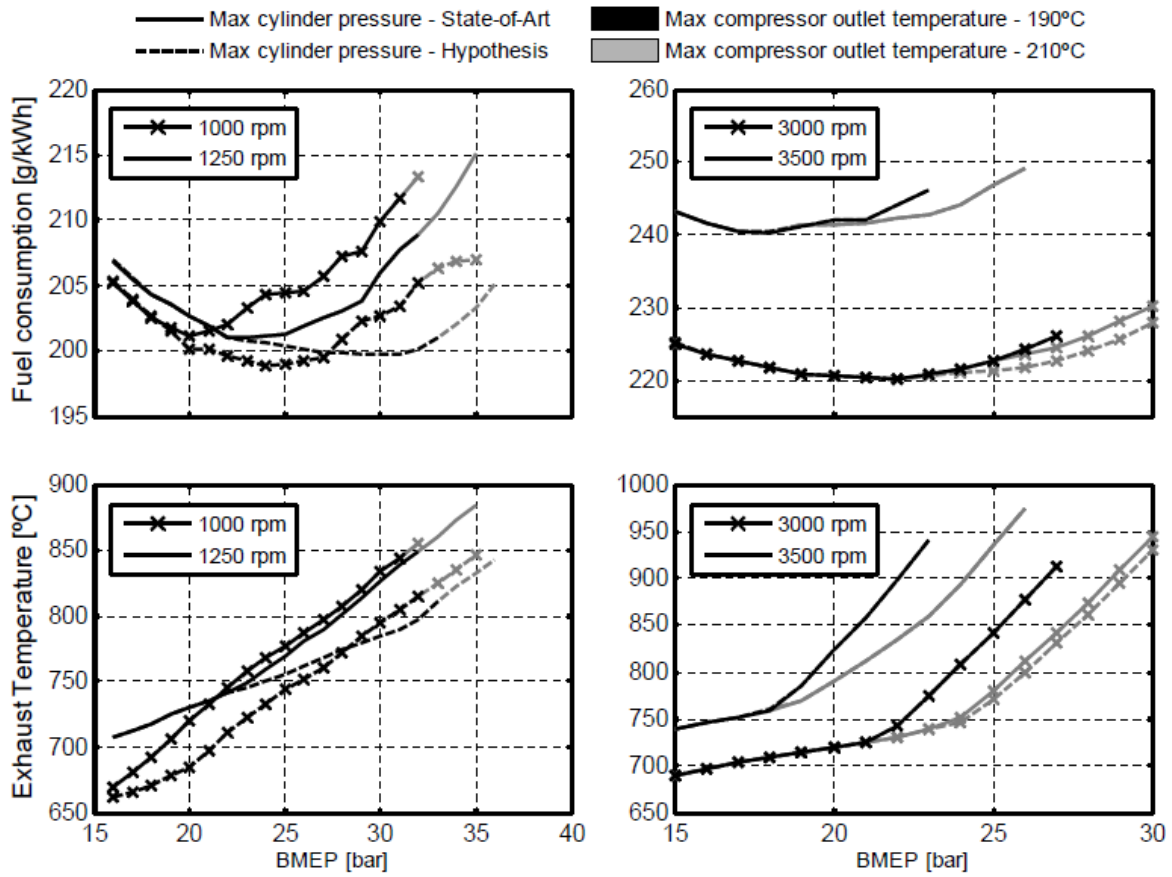 Max cylinder pressure - State-of-Art
Max compressor outlet temperature - 190ºC
Max cylinder pressure - Hypothesis
Max compressor outlet temperature - 210ºC
Fuel consumption [g/kWh]
220
215
210
205
200
195
1000 rpm
1250 rpm
260
250
240
230
220
3000 rpm
3500 rpm
Exhaust Temperature [ºC]
900
850
800
750
700
650
1000 rpm
1250 rpm
15 20 25 30 35 40
BMEP [bar]
1000
950
900
850
800
750
700
650
3000 rpm
3500 rpm
15 20 25 30
BMEP [bar]